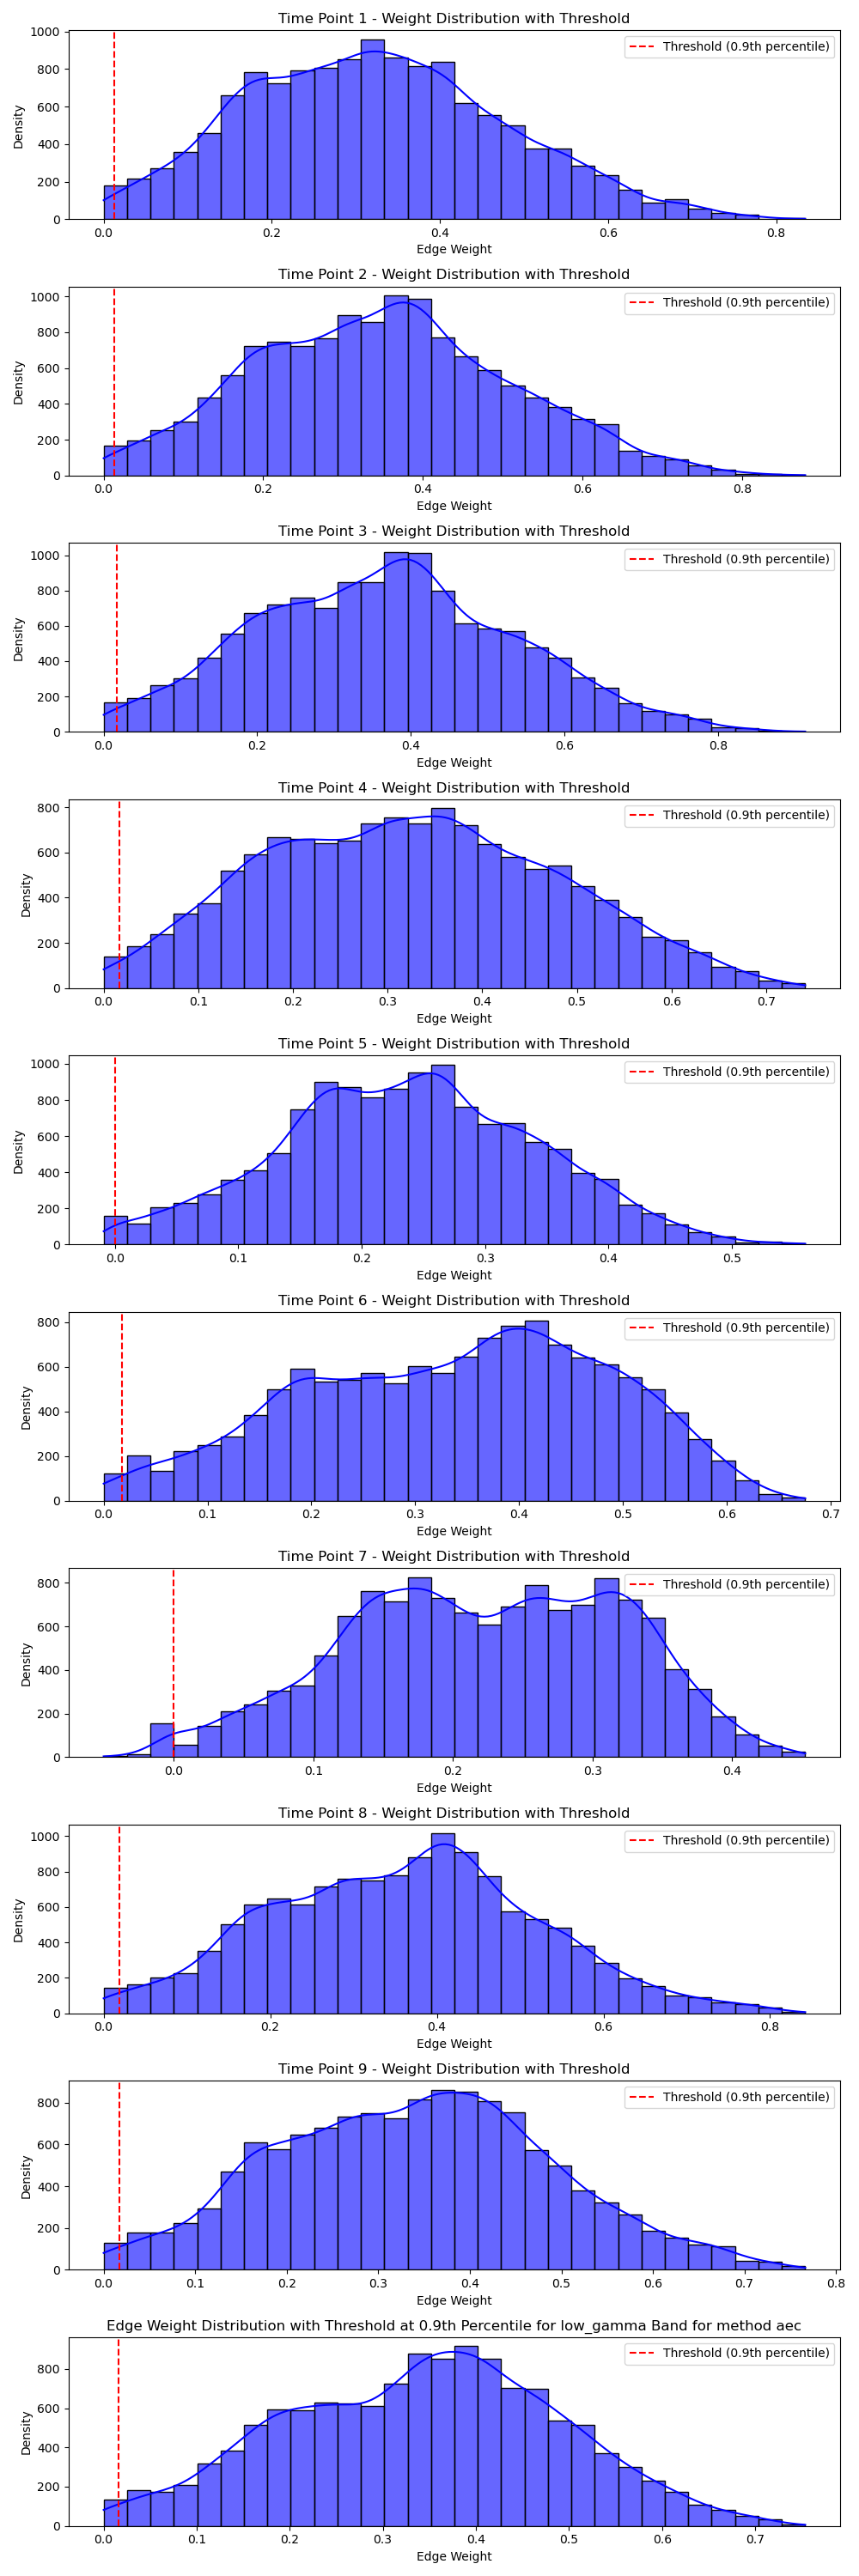 Time Point 1 - Weight Distribution with Threshold
Threshold (0.9th percentile)
Density
1000
800
600
400
200
0
0.0 0.2 0.4 0.6 0.8
Edge Weight
Time Point 2 - Weight Distribution with Threshold
Threshold (0.9th percentile)
Density
1000
800
600
400
200
0
0.0 0.2 0.4 0.6 0.8
Edge Weight
Time Point 3 - Weight Distribution with Threshold
Threshold (0.9th percentile)
Density
1000
800
600
400
200
0
0.0 0.2 0.4 0.6 0.8
Edge Weight
Time Point 4 - Weight Distribution with Threshold
Threshold (0.9th percentile)
Density
800
600
400
200
0
0.0 0.1 0.2 0.3 0.4 0.5 0.6 0.7
Edge Weight
Time Point 5 - Weight Distribution with Threshold
Threshold (0.9th percentile)
Density
1000
800
600
400
200
0
0.0 0.1 0.2 0.3 0.4 0.5
Edge Weight
Time Point 6 - Weight Distribution with Threshold
Threshold (0.9th percentile)
Density
800
600
400
200
0
0.0 0.1 0.2 0.3 0.4 0.5 0.6 0.7
Edge Weight
Time Point 7 - Weight Distribution with Threshold
Threshold (0.9th percentile)
Density
800
600
400
200
0
0.0 0.1 0.2 0.3 0.4
Edge Weight
Time Point 8 - Weight Distribution with Threshold
Threshold (0.9th percentile)
Density
1000
800
600
400
200
0
0.0 0.2 0.4 0.6 0.8
Edge Weight
Time Point 9 - Weight Distribution with Threshold
Threshold (0.9th percentile)
Density
800
600
400
200
0
0.0 0.1 0.2 0.3 0.4 0.5 0.6 0.7 0.8
Edge Weight
Edge Weight Distribution with Threshold at 0.9th Percentile for low_gamma Band for method aec
Threshold (0.9th percentile)
Density
800
600
400
200
0
0.0 0.1 0.2 0.3 0.4 0.5 0.6 0.7
Edge Weight